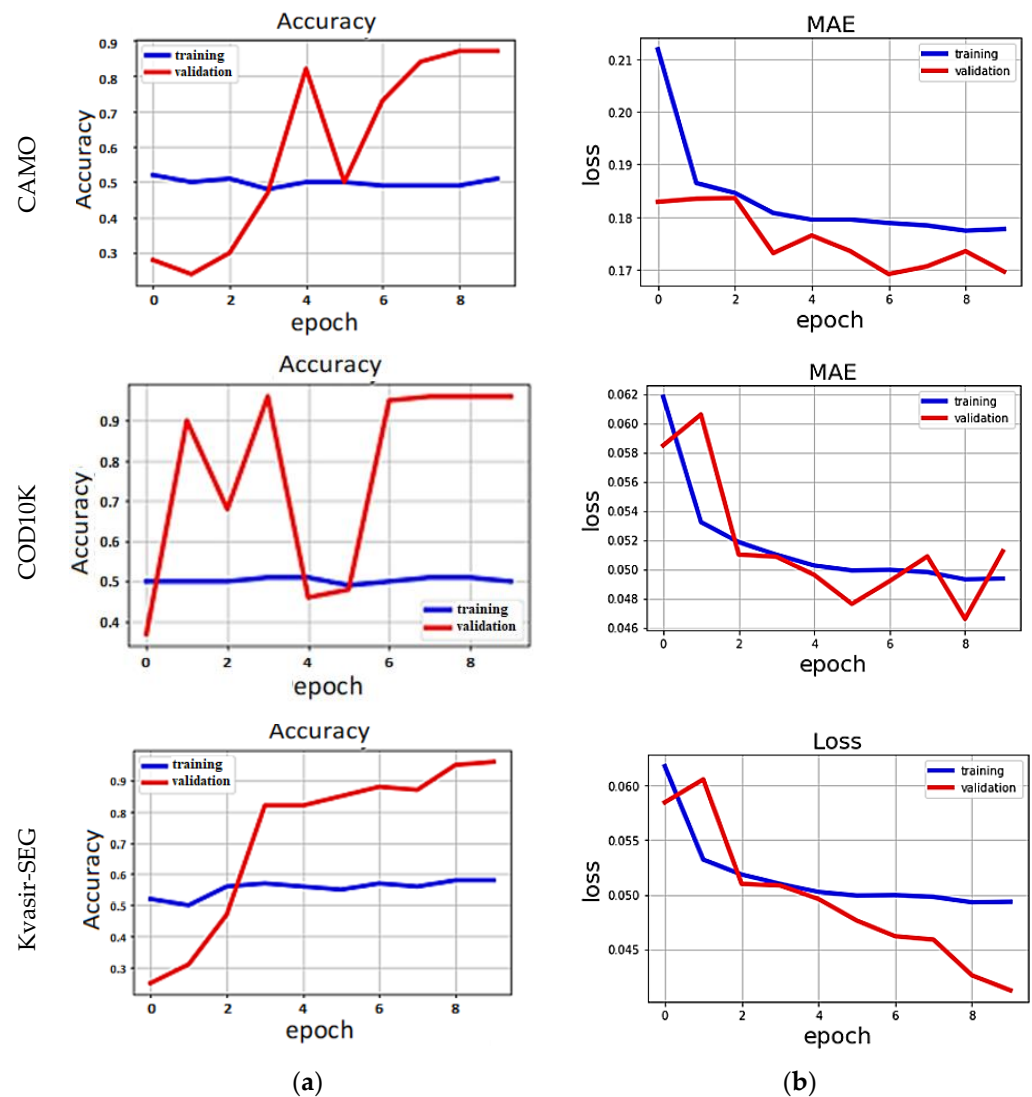 Accuracy
training
validation
0.9
0.8
0.7
0.6
0.5
0.4
0.3
Accuracy
0 2 4 6 8
epoch
CAMO
MAE
training
validation
0.21
0.20
0.19
0.18
0.17
loss
0 2 4 6 8
epoch
Accuracy
0.9
0.8
0.7
0.6
0.5
0.4
Accuracy
training
validation
0 2 4 6 8
epoch
COD10K
MAE
training
validation
0.062
0.060
0.058
0.056
0.054
0.052
0.050
0.048
0.046
loss
0 2 4 6 8
epoch
Accuracy
training
validation
0.9
0.8
0.7
0.6
0.5
0.4
0.3
Accuracy
0 2 4 6 8
epoch
Kvasir-SEG
Loss
training
validation
0.060
0.055
0.050
0.045
loss
0 2 4 6 8
epoch
(a) (b)